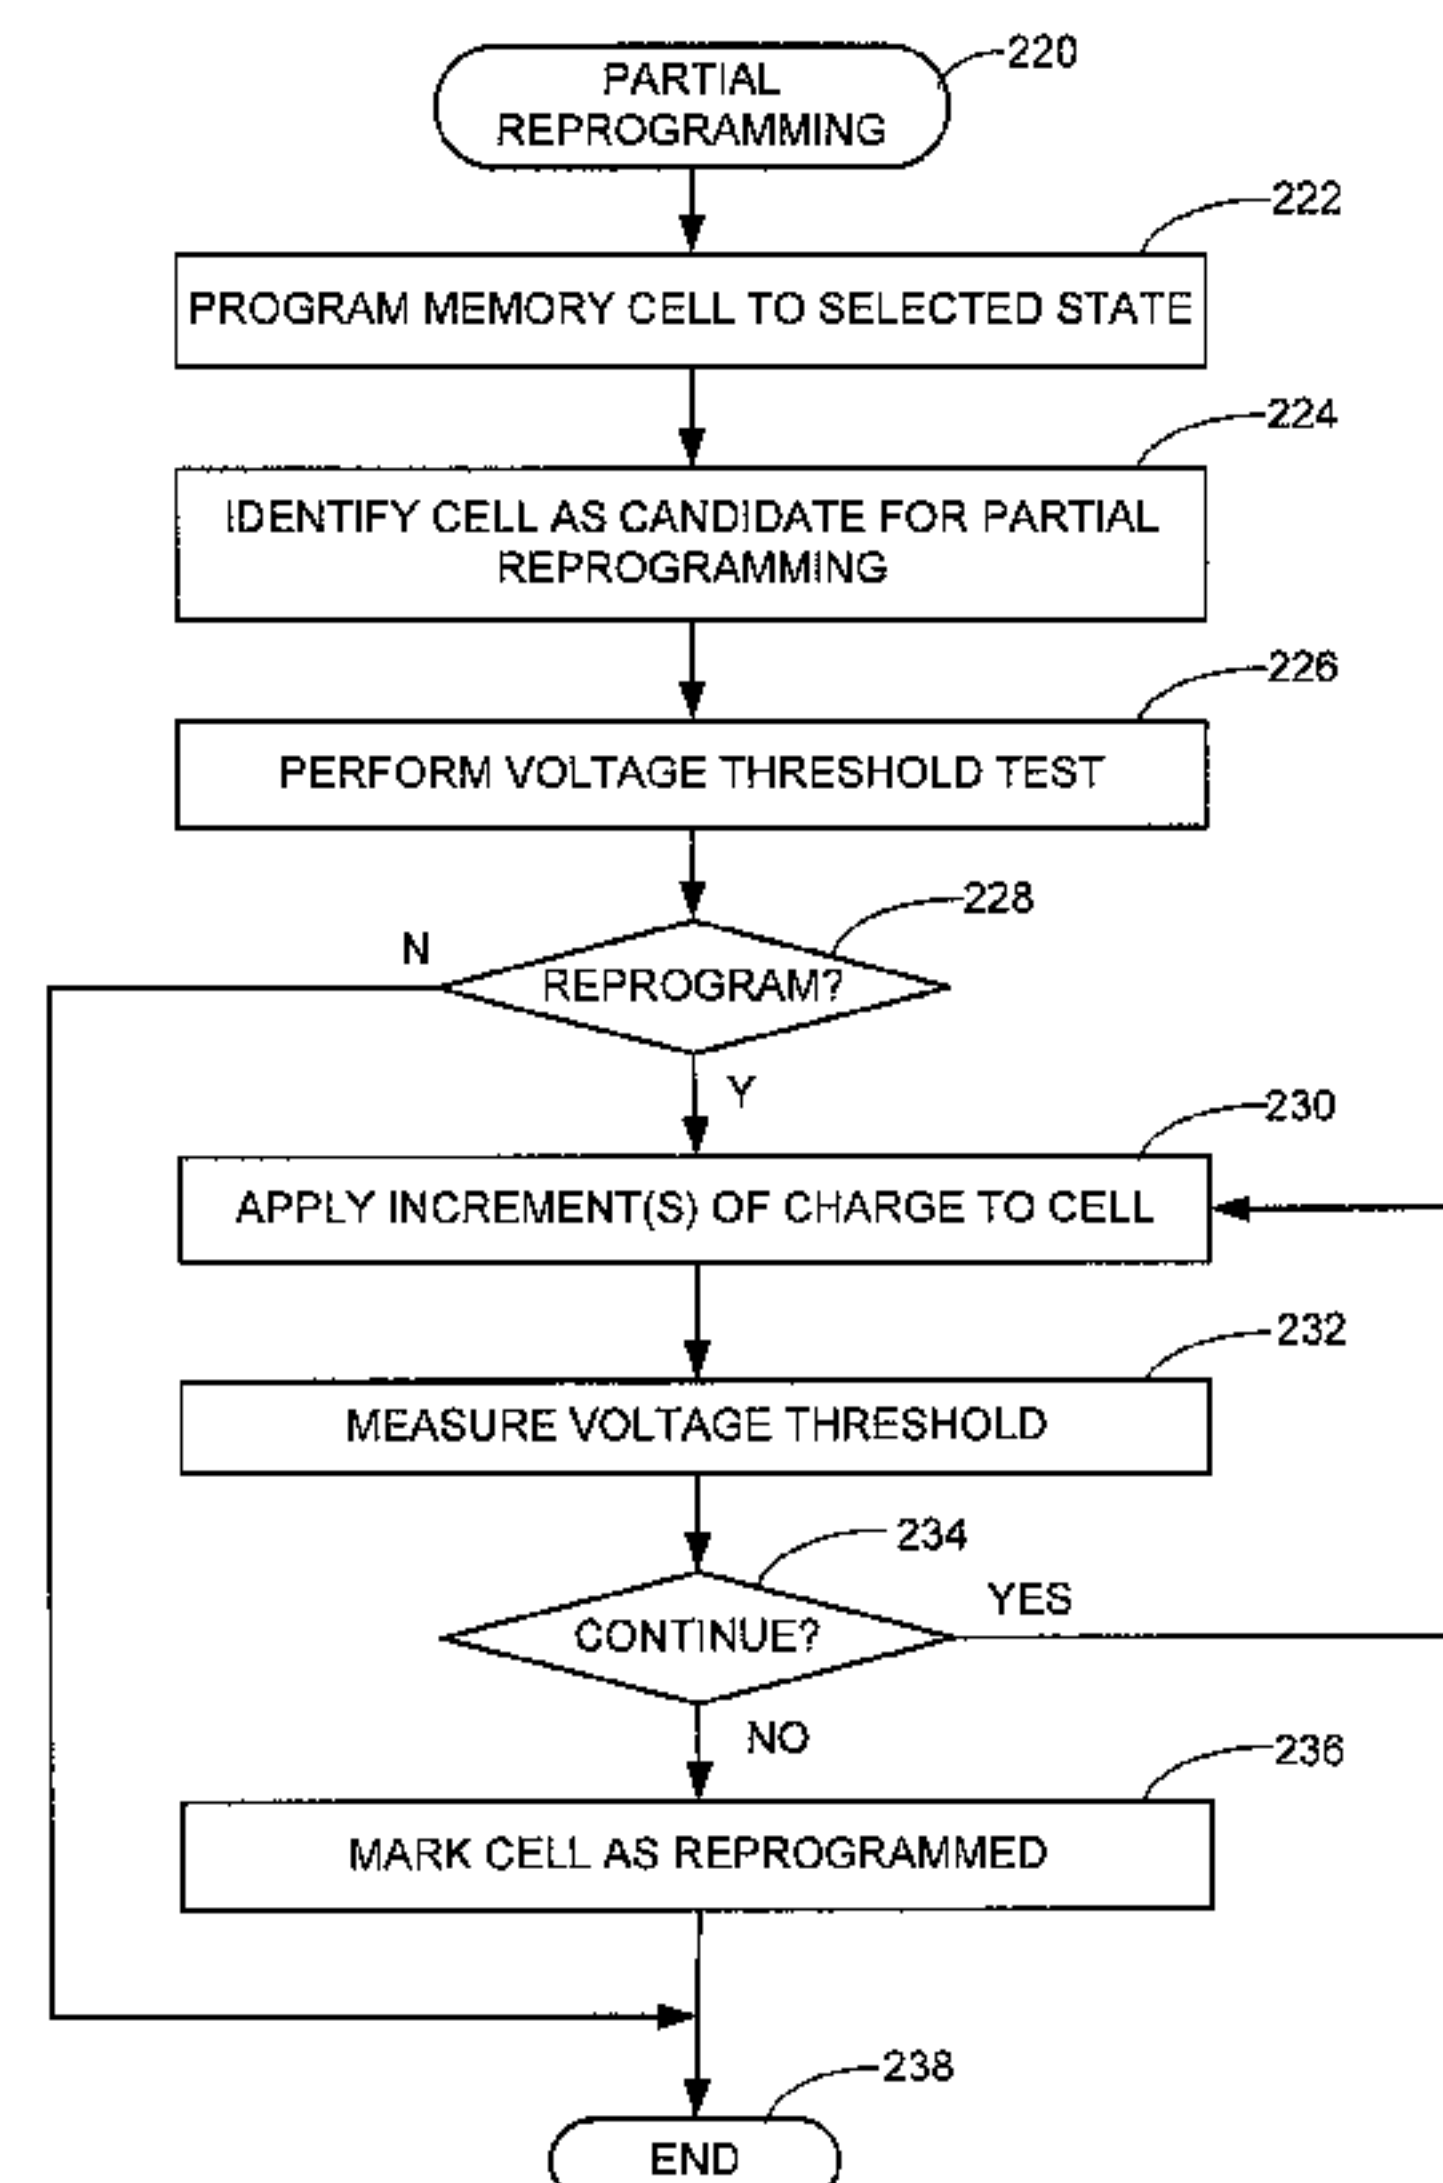 PARTIAL
REPROGRAMMING
220
222
PROGRAM MEMORY CELL TO SELECTED STATE
224
IDENTIFY CELL AS CANDIDATE FOR PARTIAL
REPROGRAMMING
226
PERFORM VOLTAGE THRESHOLD TEST
228
N
REPROGRAM?
Y
230
APPLY INCREMENT(S) OF CHARGE TO CELL
232
MEASURE VOLTAGE THRESHOLD
234
YES
CONTINUE?
NO
236
MARK CELL AS REPROGRAMMED
238
END